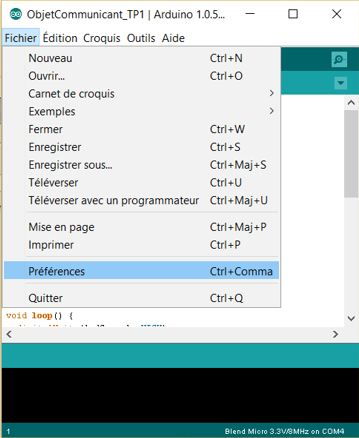 ObjetCommunicant_TP1 | Arduino 1.0.5...
Fichier Édition Croquis Outils Aide
Nouveau Ctrl+N
Ouvrir... Ctrl+O
Carnet de croquis
Exemples
Fermer Ctrl+W
Enregistrer Ctrl+S
Enregistrer sous... Ctrl+Maj+S
Téléverser Ctrl+U
Téléverser avec un programmateur Ctrl+Maj+U
Mise en page Ctrl+Maj+P
Imprimer Ctrl+P
Préférences Ctrl+Comma
Quitter Ctrl+Q
void loop() {
1 Blend Micro 3.3V/8MHz on COM4